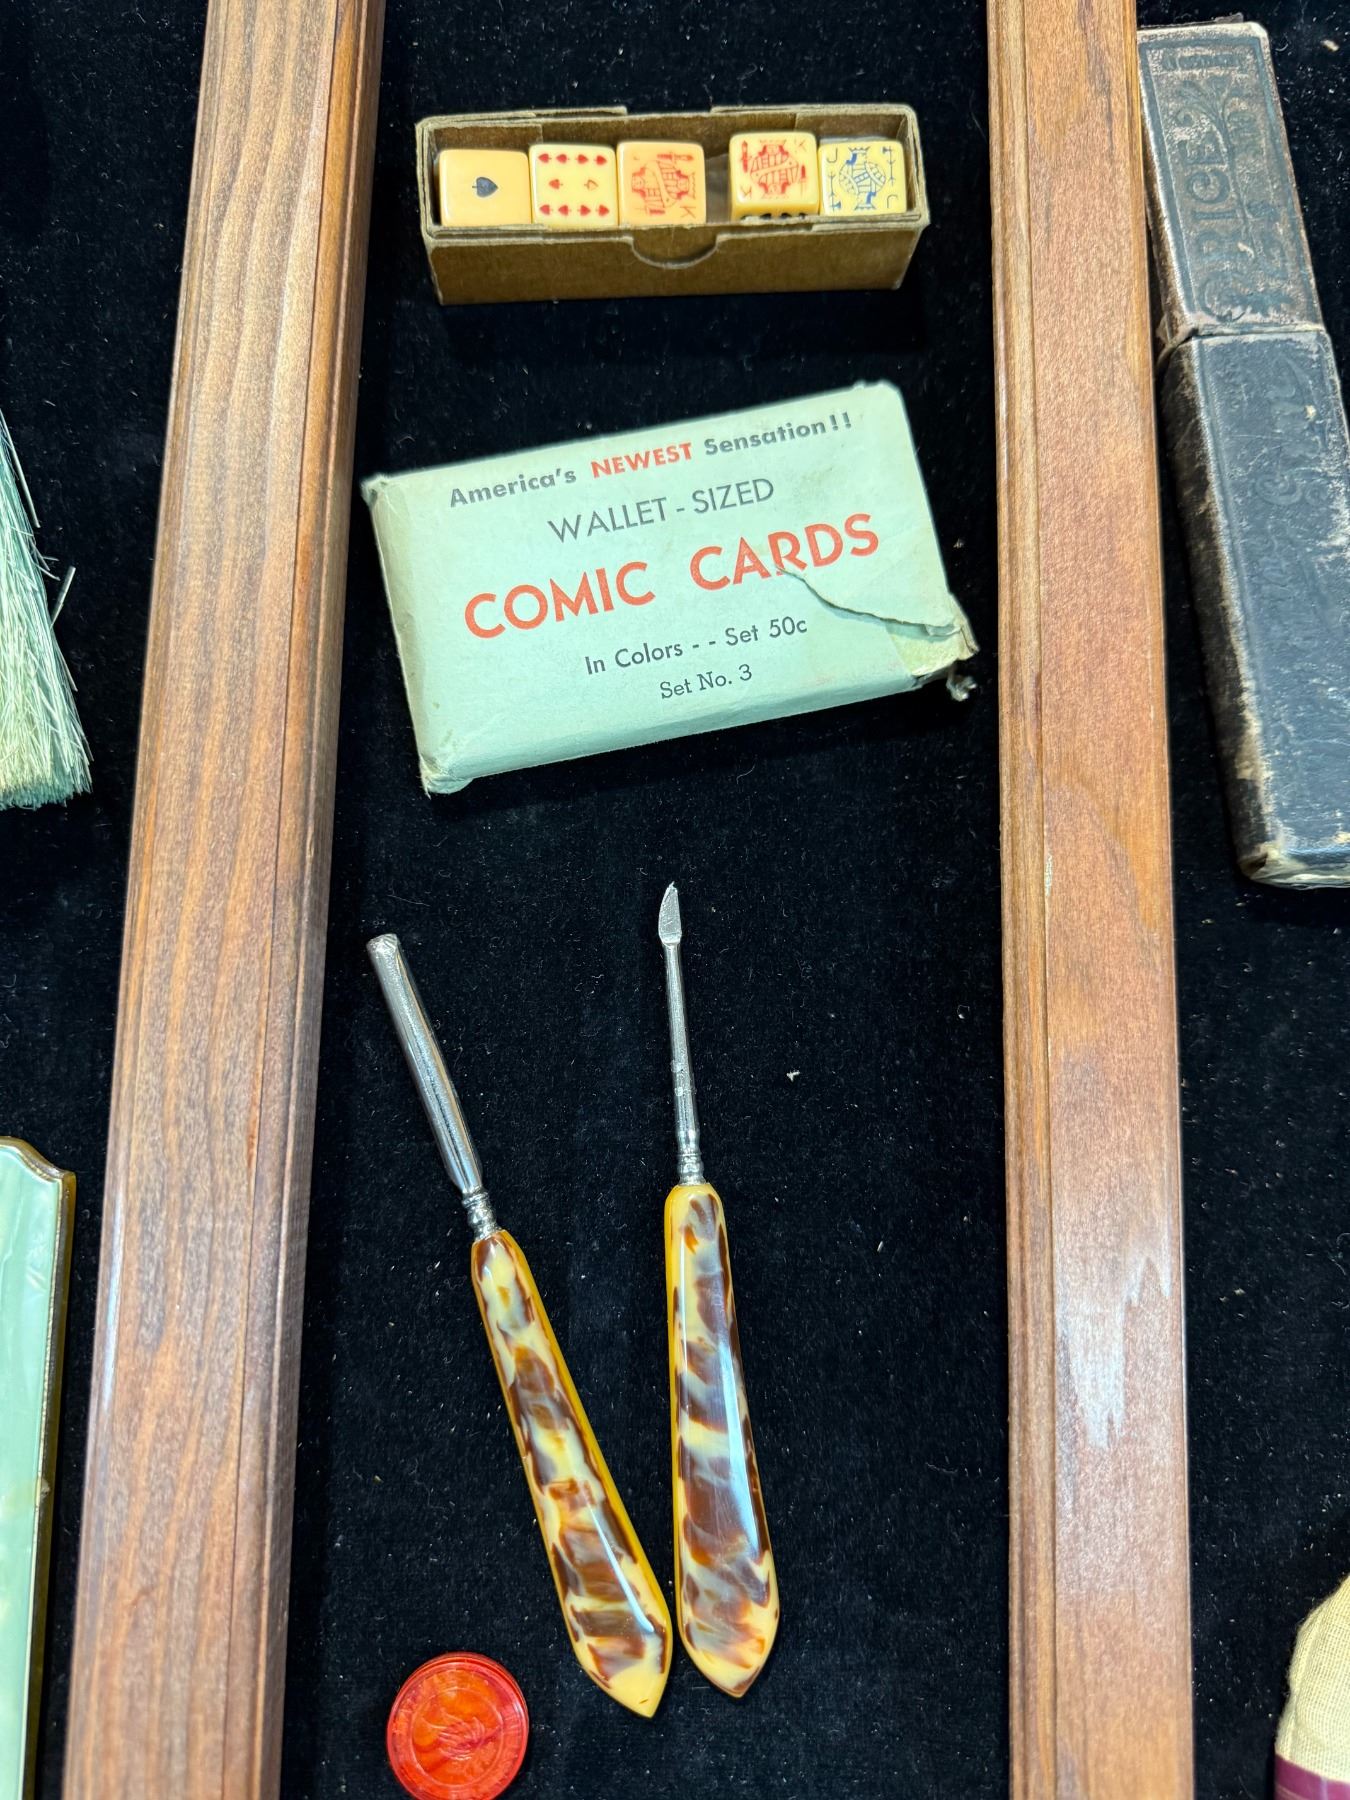 K
K
K
J
J
America's NEWEST Sensation!!
WALLET - SIZED
COMIC CARDS
In Colors - - Set 50c
Set No. 3